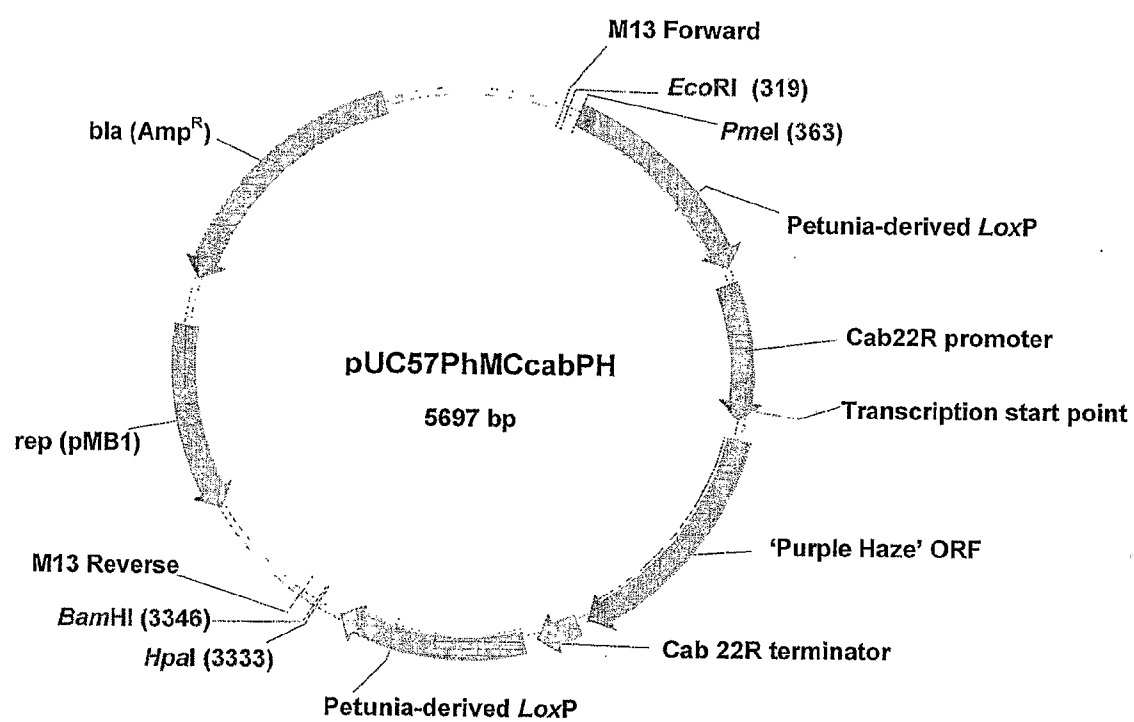 M13 Forward
EcoRI (319)
PmeI (363)
bla (AmpR)
Petunia-derived LoxP
Cab22R promoter
pUC57PhMCcabPH
5697 bp
Transcription start point
rep (pMB1)
'Purple Haze' ORF
M13 Reverse
BamHI (3346)
HpaI (3333)
Cab 22R terminator
Petunia-derived LoxP